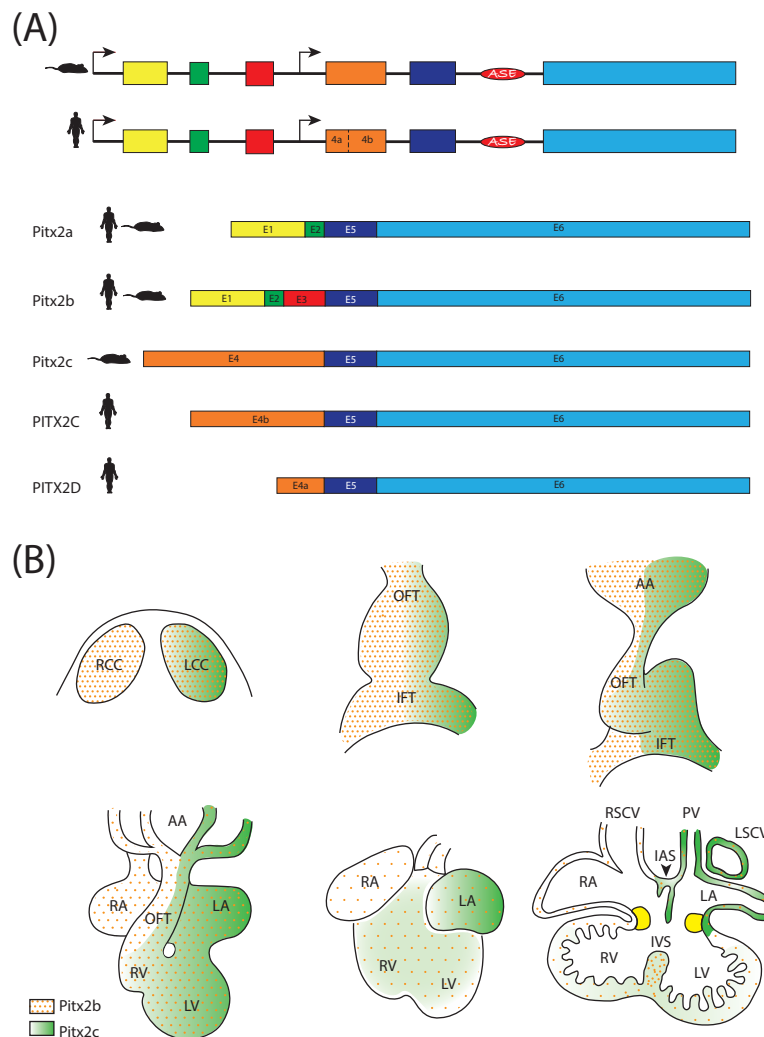 (A)
ASE
4a 4b ASE
Pitx2a E1 E2 E5 E6
Pitx2b E1 E2 E3 E5 E6
Pitx2c E4 E5 E6
PITX2C E4b E5 E6
PITX2D E4a E5 E6
(B)
RCC LCC
OFT
IFT
AA
OFT
IFT
AA
RA
OFT
LA
RV
LV
RA
LA
RV
LV
RSCV PV
LSCV
IAS
RA
LA
IVS
RV
LV
Pitx2b
Pitx2c